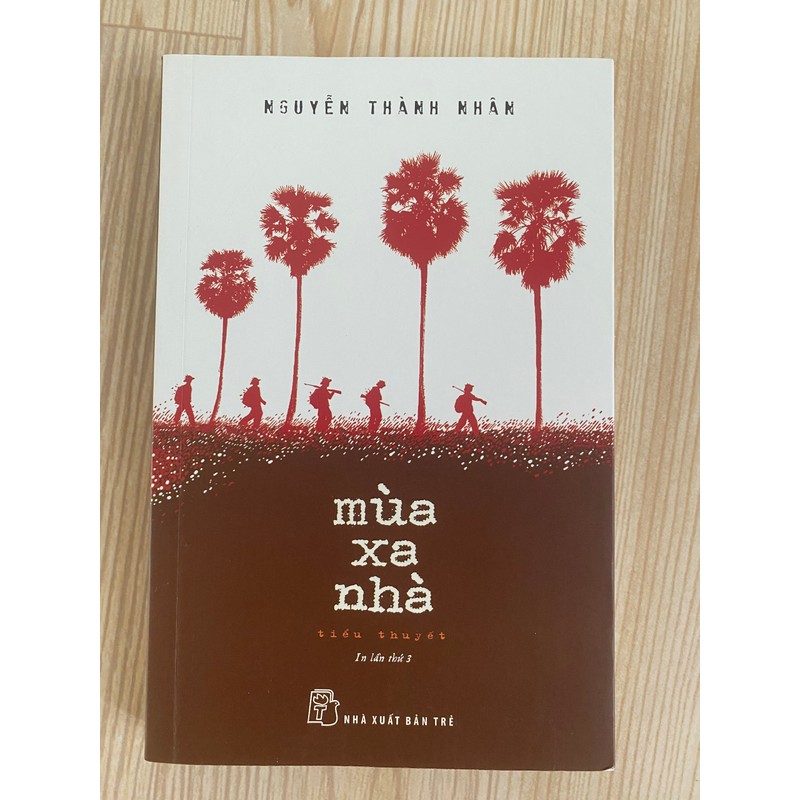 NGUYỄN THÀNH NHÂN
mùa
xa
nhà
tiểu thuyết
In lần thứ 3
NHÀ XUẤT BẢN TRẺ